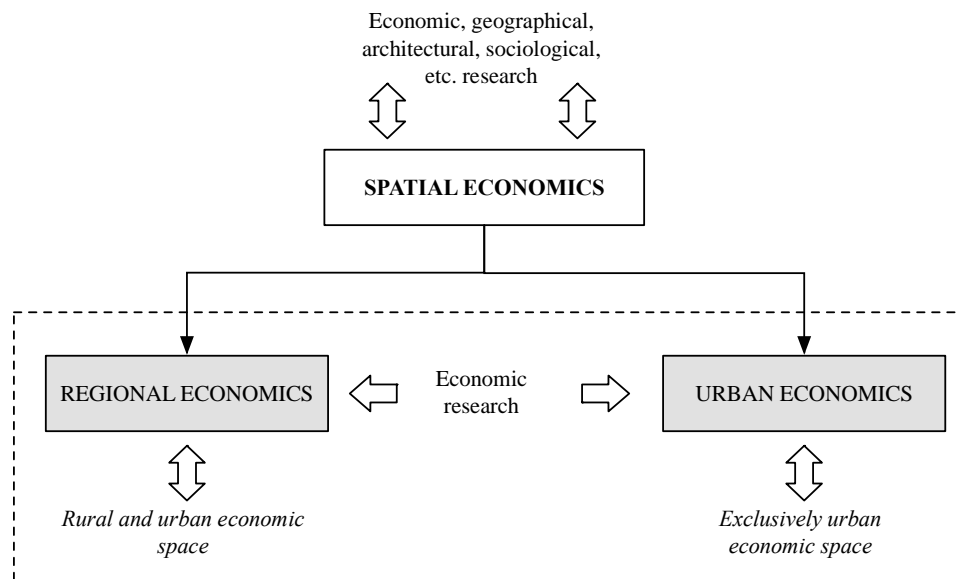 Economic, geographical,
architectural, sociological,
etc. research
SPATIAL ECONOMICS
REGIONAL ECONOMICS
Economic
research
URBAN ECONOMICS
Rural and urban economic
space
Exclusively urban
economic space